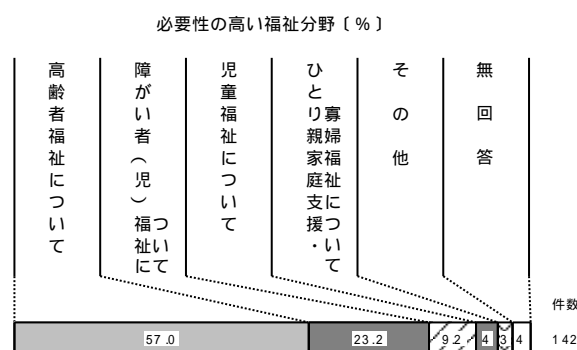 必要性の高い福祉分野〔％〕
高齢者福祉について
障がい者（児）福祉に
ついて
児童福祉について
ひとり親家庭支援・
寡婦福祉について
その他
無回答
件数
57.0
23.2
9.2
4
3
4
142